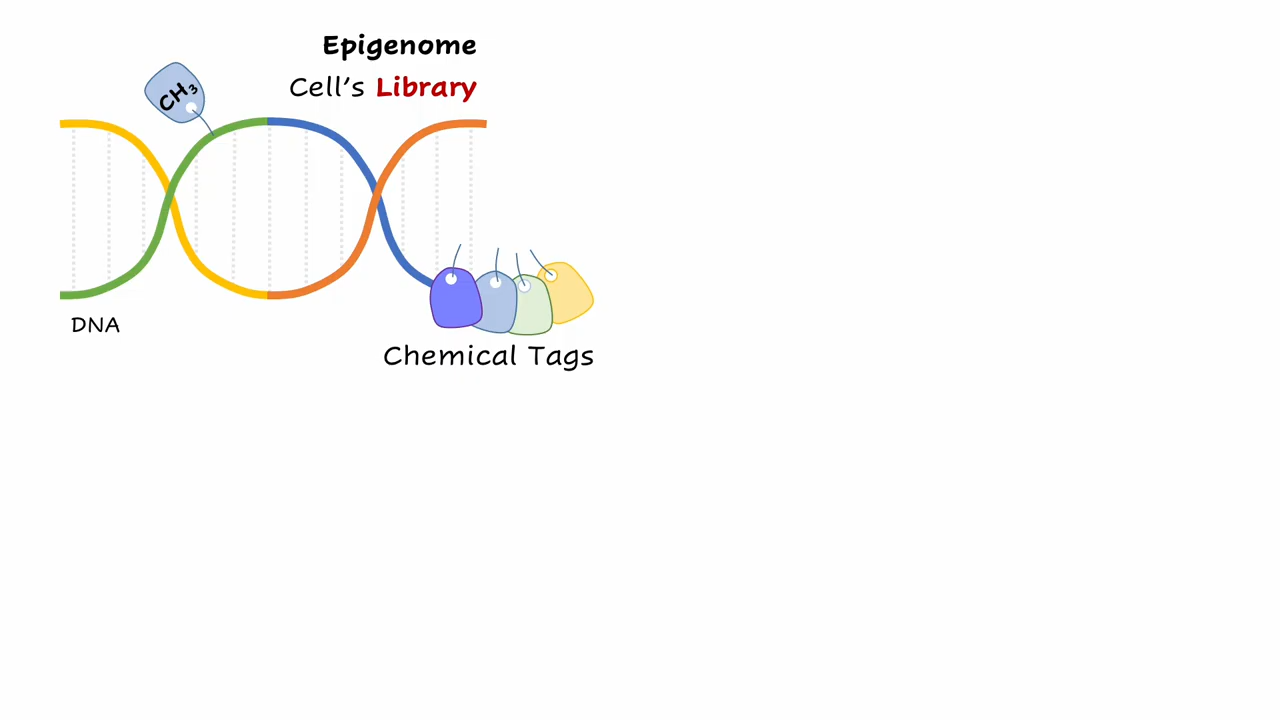 Epigenome
Cell's Library
CH₃
DNA
Chemical Tags